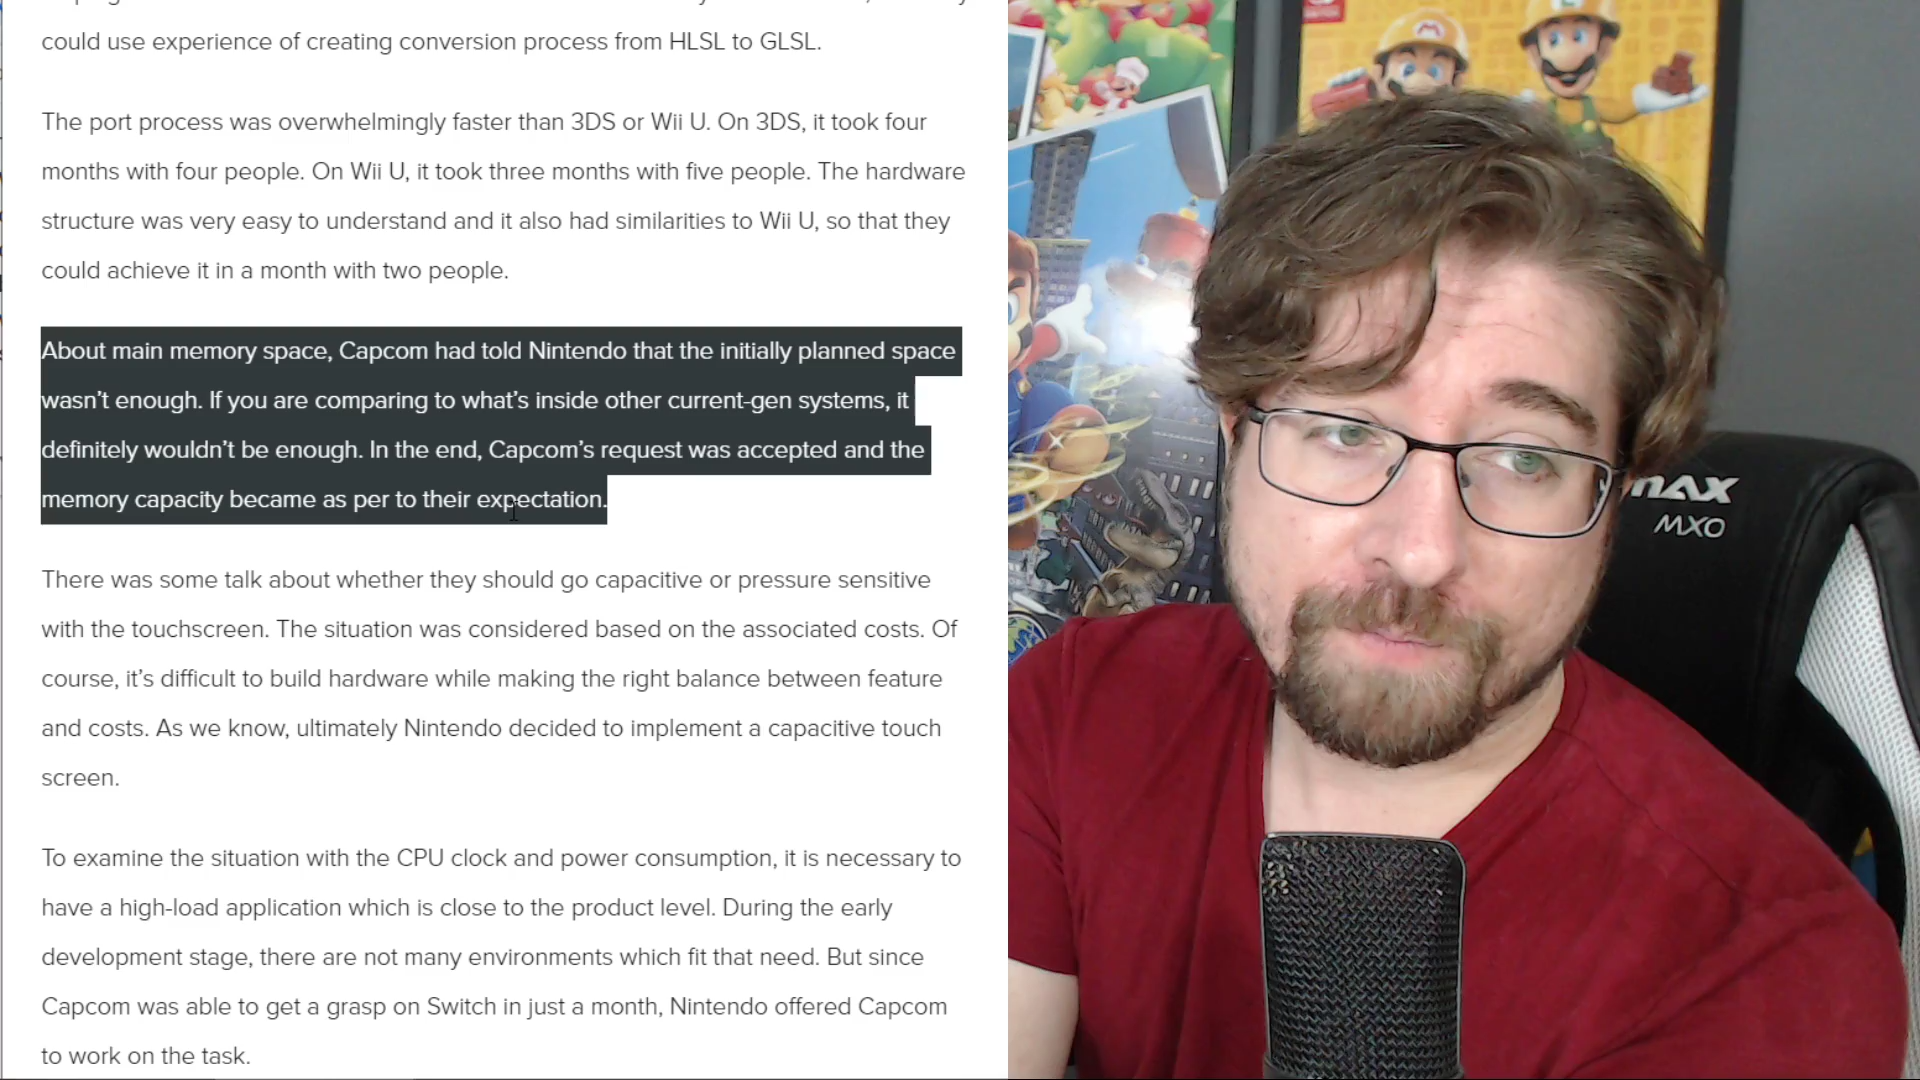 could use experience of creating conversion process from HLSL to GLSL.
The port process was overwhelmingly faster than 3DS or Wii U. On 3DS, it took four
months with four people. On Wii U, it took three months with five people. The hardware
structure was very easy to understand and it also had similarities to Wii U, so that they
could achieve it in a month with two people.
About main memory space, Capcom had told Nintendo that the initially planned space
wasn’t enough. If you are comparing to what’s inside other current-gen systems, it
definitely wouldn’t be enough. In the end, Capcom’s request was accepted and the
memory capacity became as per to their expectation.
There was some talk about whether they should go capacitive or pressure sensitive
with the touchscreen. The situation was considered based on the associated costs. Of
course, it’s difficult to build hardware while making the right balance between feature
and costs. As we know, ultimately Nintendo decided to implement a capacitive touch
screen.
To examine the situation with the CPU clock and power consumption, it is necessary to
have a high-load application which is close to the product level. During the early
development stage, there are not many environments which fit that need. But since
Capcom was able to get a grasp on Switch in just a month, Nintendo offered Capcom
to work on the task.
MXO